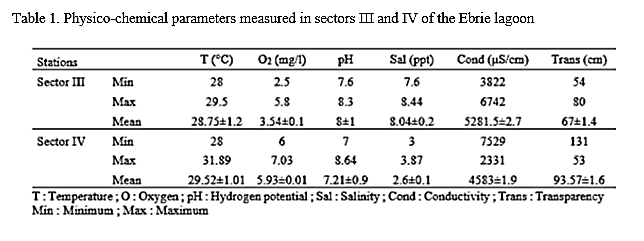 Table 1. Physico-chemical parameters measured in sectors III and IV of the Ebrie lagoon
Stations T (°C) O₂ (mg/l) pH Sal (ppt) Cond (µS/cm) Trans (cm)
Sector III Min 28 2.5 7.6 7.6 3822 54
Max 29.5 5.8 8.3 8.44 6742 80
Mean 28.75±1.2 3.54±0.1 8±1 8.04±0.2 5281.5±2.7 67±1.4
Sector IV Min 28 6 7 3 7529 131
Max 31.89 7.03 8.64 3.87 2331 53
Mean 29.52±1.01 5.93±0.01 7.21±0.9 2.6±0.1 4583±1.9 93.57±1.6
T : Temperature ; O : Oxygen ; pH : Hydrogen potential ; Sal : Salinity ; Cond : Conductivity ; Trans : Transparency
Min : Minimum ; Max : Maximum